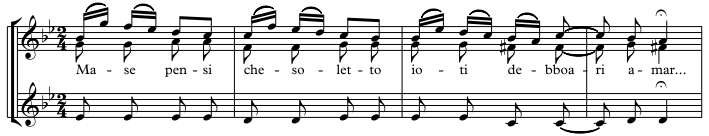 Ma - se pen - si che - so - let - to io - ti de - bboa - ri a - mar...